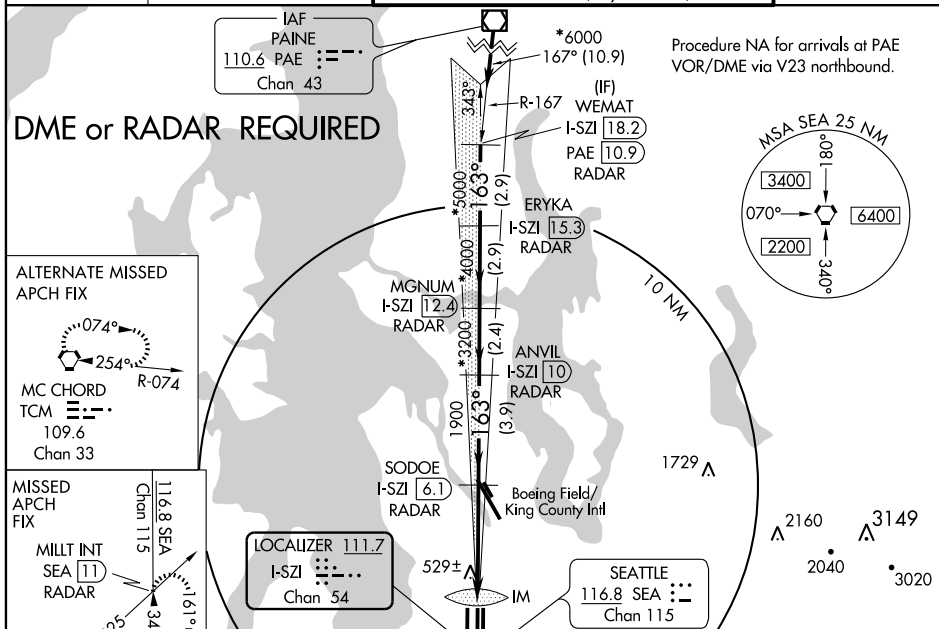 IAF
PAINE
110.6 PAE
Chan 43
*6000
167° (10.9)
Procedure NA for arrivals at PAE
VOR/DME via V23 northbound.
DME or RADAR REQUIRED
343°
R-167
(IF)
WEMAT
I-SZI 18.2
PAE 10.9
RADAR
MSA SEA 25 NM
180°
3400
070°
6400
2200
340°
*5000
163°
(2.9)
ERYKA
I-SZI 15.3
RADAR
*4000
(2.9)
10 NM
MGNUM
I-SZI 12.4
RADAR
*3200
(2.4)
ANVIL
I-SZI 10
RADAR
1900
163°
(3.9)
ALTERNATE MISSED
APCH FIX
074°
254°
R-074
MC CHORD
TCM
109.6
Chan 33
SODOE
I-SZI 6.1
RADAR
Boeing Field/
King County Intl
1729
2160
3149
2040
3020
MISSED
APCH
FIX
116.8 SEA
Chan 115
MILLT INT
SEA 11
RADAR
161°
34
25
LOCALIZER 111.7
I-SZI
Chan 54
529±
IM
SEATTLE
116.8 SEA
Chan 115